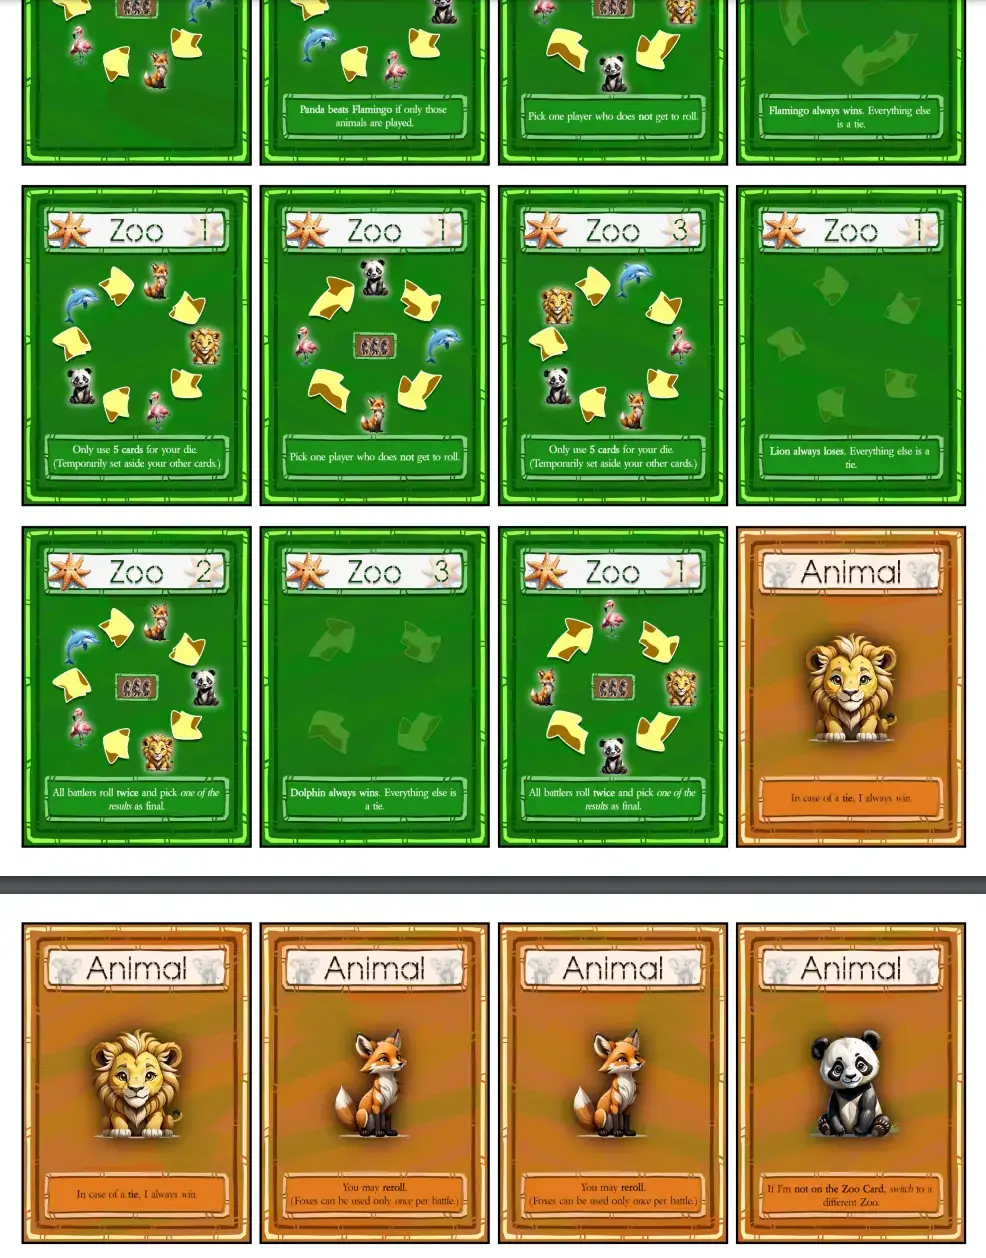 Panda beats Flamingo if only those
animals are played.
Pick one player who does not get to roll.
Flamingo always wins. Everything else
is a tie.
Zoo 1
Only use 5 cards for your die.
(Temporarily set aside your other cards.)
Zoo 1
Pick one player who does not get to roll.
Zoo 3
Only use 5 cards for your die.
(Temporarily set aside your other cards.)
Zoo 1
Lion always loses. Everything else is a
tie.
Zoo 2
All battlers roll twice and pick one of the
results as final.
Zoo 3
Dolphin always wins. Everything else is
a tie.
Zoo 1
All battlers roll twice and pick one of the
results as final.
Animal
In case of a tie, I always win.
Animal
In case of a tie, I always win.
Animal
You may reroll.
(Foxes can be used only once per battle.)
Animal
You may reroll.
(Foxes can be used only once per battle.)
Animal
If I'm not on the Zoo Card, switch to a
different Zoo.